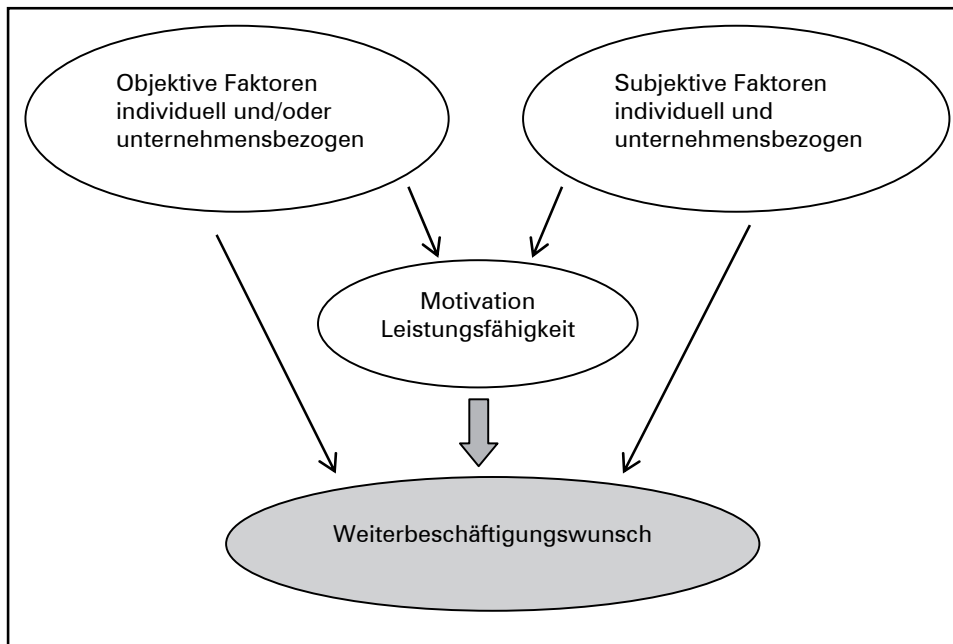 Objektive Faktoren
individuell und/oder
unternehmensbezogen
Subjektive Faktoren
individuell und
unternehmensbezogen
Motivation
Leistungsfähigkeit
Weiterbeschäftigungswunsch